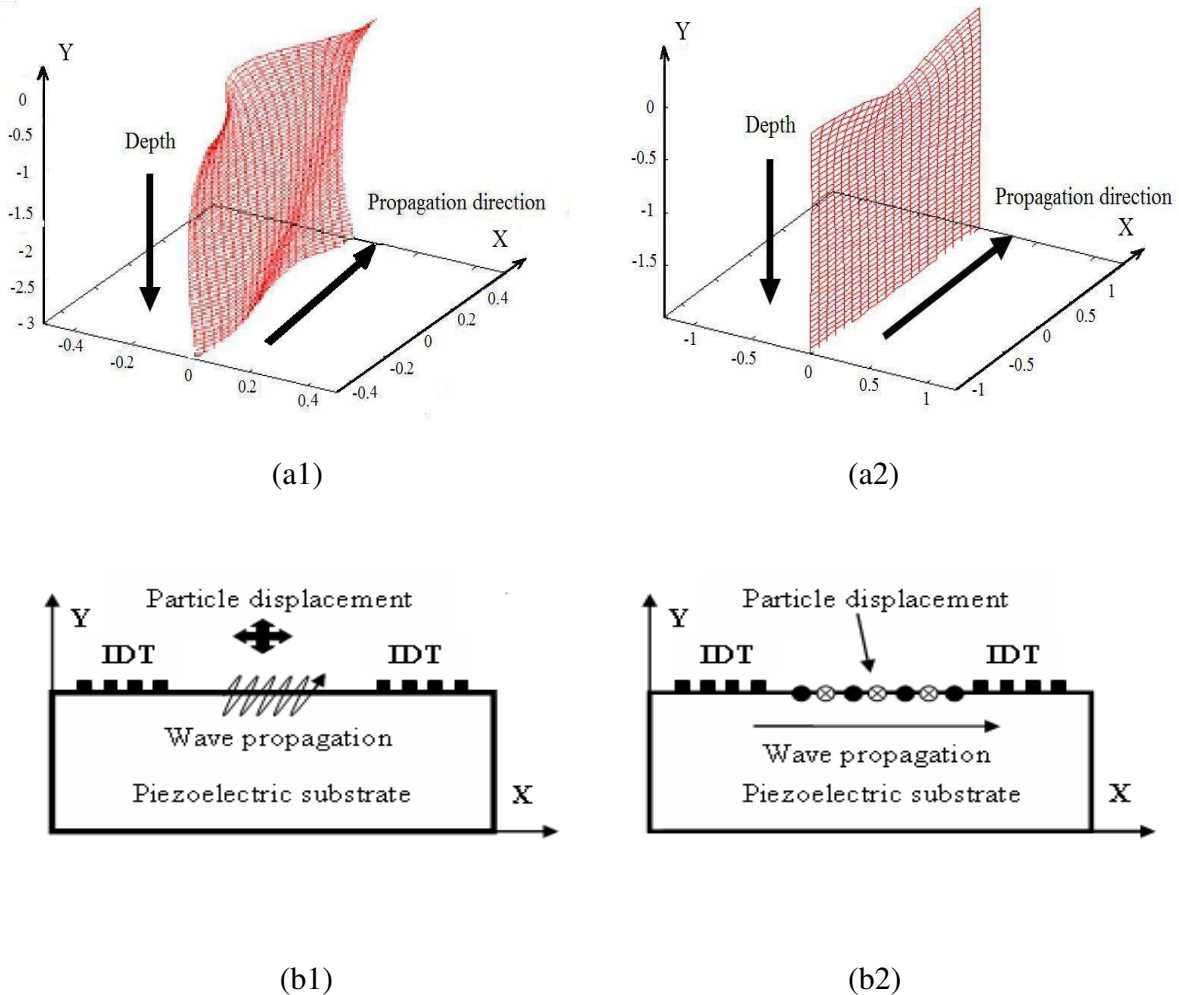 Y
0
-0.5
-1
-1.5
-2
-2.5
-3
Depth
Propagation direction
X
-0.4
-0.2
0
0.2
0.4
-0.4
-0.2
0
0.2
0.4
(a1)
Y
0
-0.5
-1
-1.5
Depth
Propagation direction
X
-1
-0.5
0
0.5
1
-1
-0.5
0
0.5
1
(a2)
Particle displacement
Y
IDT
IDT
Wave propagation
Piezoelectric substrate
X
(b1)
Particle displacement
Y
IDT
IDT
Wave propagation
Piezoelectric substrate
X
(b2)